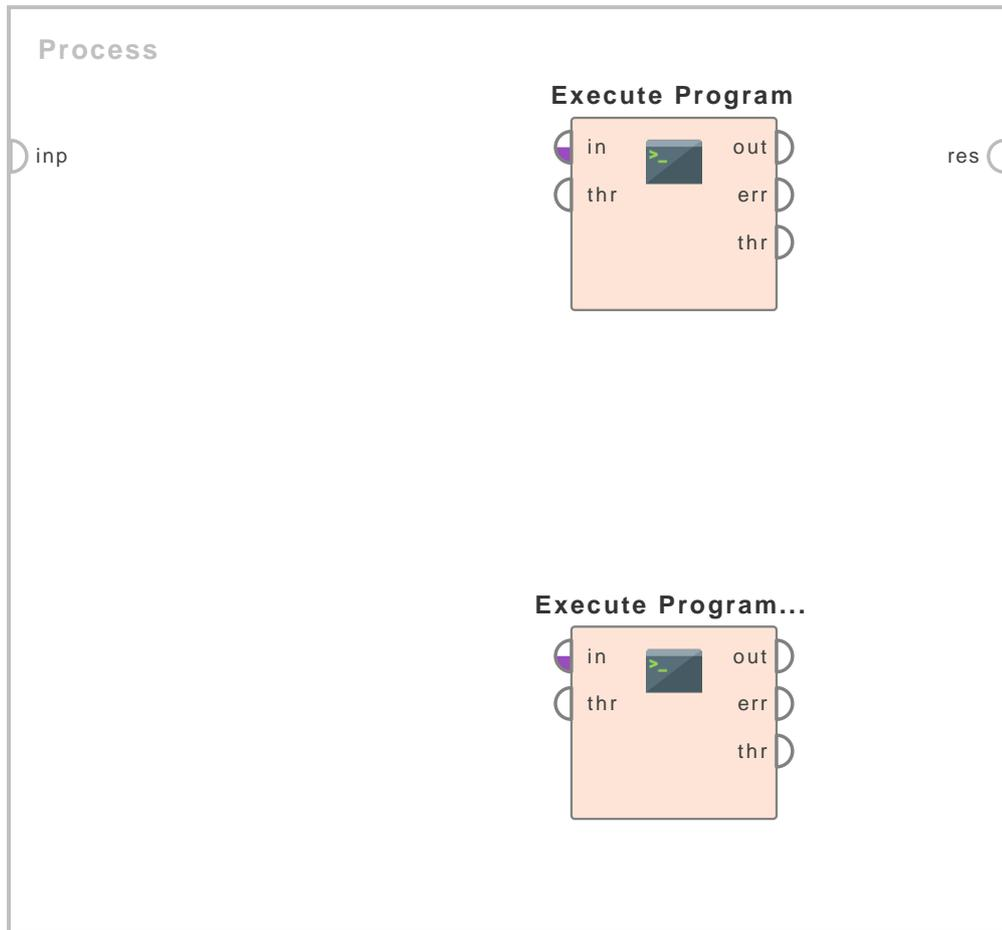 Process
Execute Program
inp
in
out
res
thr
err
thr
Execute Program...
in
out
thr
err
thr